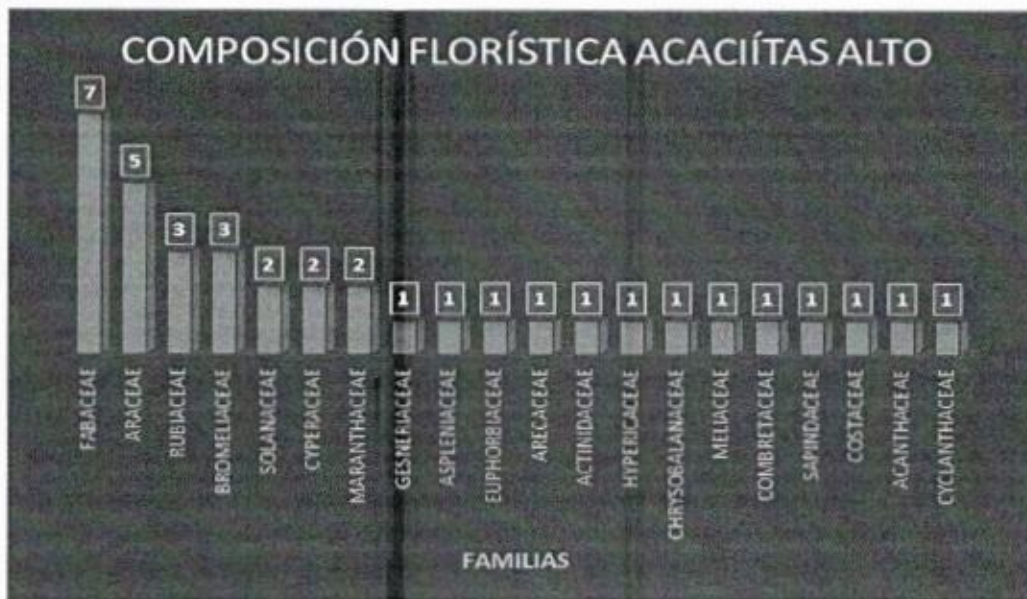 COMPOSICIÓN FLORÍSTICA ACACIÍTAS ALTO
7
5
3
3
2
2
2
1
1
1
1
1
1
1
1
1
1
1
1
1
FABACEAE
ARACEAE
RUBIACEAE
BROMELIACEAE
SOLANACEAE
CYPERACEAE
MARANTHACEAE
GESNERIACEAE
ASPLENIACEAE
EUPHORBIACEAE
ARECACEAE
ACTINIDACEAE
HIPERICACEAE
CHRYSOBALANACEAE
MELIACEAE
COMBRETACEAE
SAPINDACEAE
COSTACEAE
ACANTHACEAE
CYCLANTHACEAE
FAMILIAS